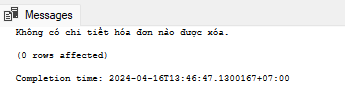 Messages
Không có chi tiết hóa đơn nào được xóa.
(0 rows affected)
Completion time: 2024-04-16T13:46:47.1300167+07:00